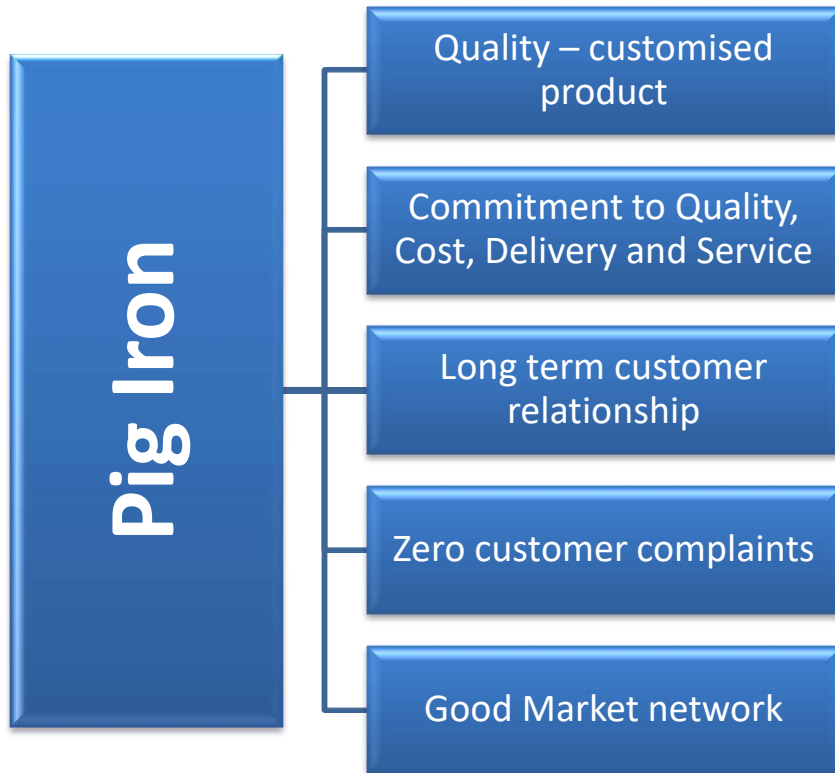 Pig Iron
Quality – customised
product
Commitment to Quality,
Cost, Delivery and Service
Long term customer
relationship
Zero customer complaints
Good Market network